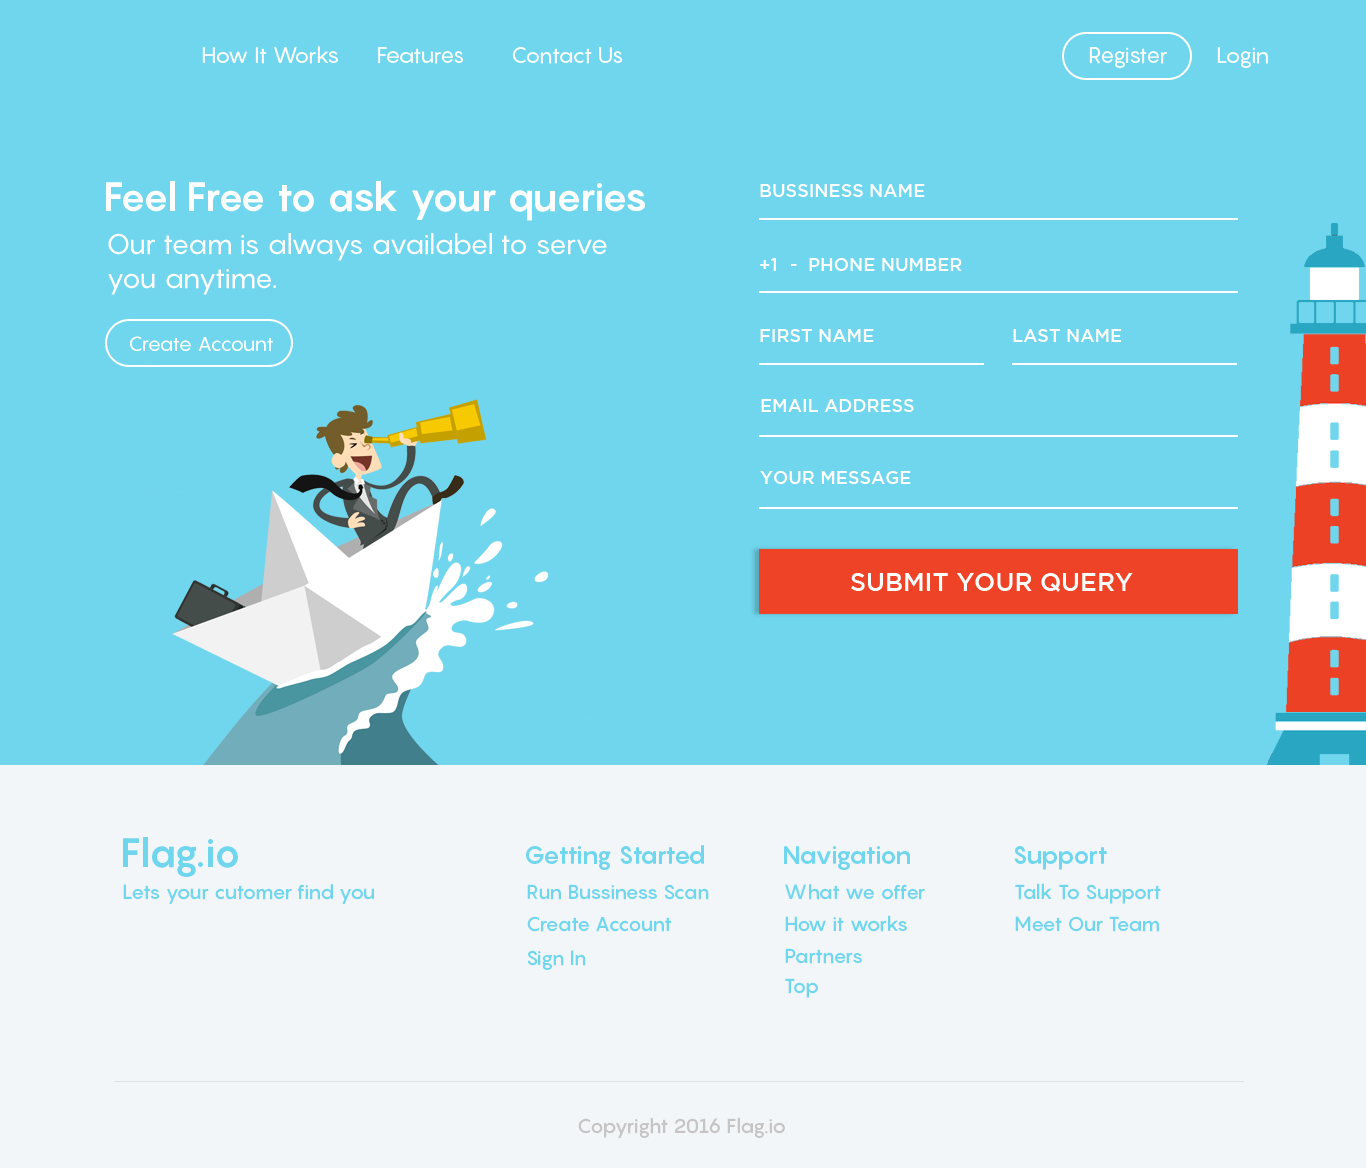 How It Works
Features
Contact Us
Register
Login
Feel Free to ask your queries
Our team is always availabel to serve
you anytime.
Create Account
BUSSINESS NAME
+1 - PHONE NUMBER
FIRST NAME
LAST NAME
EMAIL ADDRESS
YOUR MESSAGE
SUBMIT YOUR QUERY
Flag.io
Lets your cutomer find you
Getting Started
Run Bussiness Scan
Create Account
Sign In
Navigation
What we offer
How it works
Partners
Top
Support
Talk To Support
Meet Our Team
Copyright 2016 Flag.io